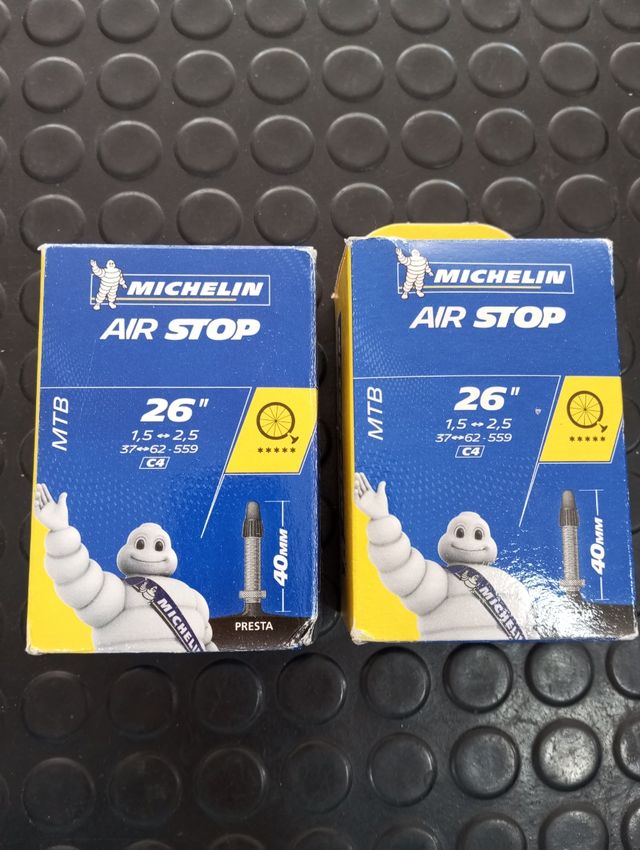 MICHELIN
AIR STOP
MTB
26"
1,5 ↔ 2,5
37↔62-559
C4
*****
40MM
MICHELIN
PRESTA
MICHELIN
AIR STOP
MTB
26"
1,5 ↔ 2,5
37↔62-559
C4
*****
40MM
MICHELIN